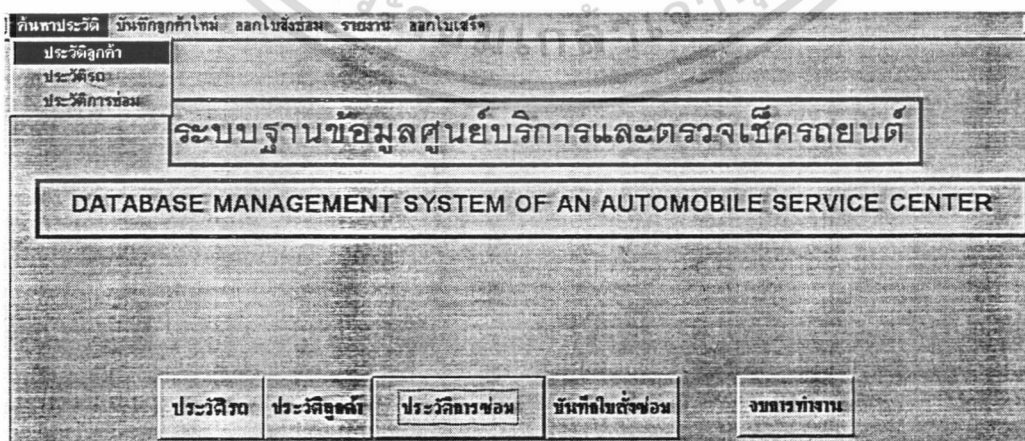 ค้นหาประวัติ บันทึกลูกค้าใหม่ ออกใบสั่งซ่อม รายงาน ออกใบเสร็จ
ประวัติลูกค้า
ประวัติรถ
ประวัติการซ่อม
ระบบฐานข้อมูลศูนย์บริการและตรวจเช็ครถยนต์
DATABASE MANAGEMENT SYSTEM OF AN AUTOMOBILE SERVICE CENTER
ประวัติรถ ประวัติลูกค้า ประวัติการซ่อม บันทึกใบสั่งซ่อม จบการทำงาน